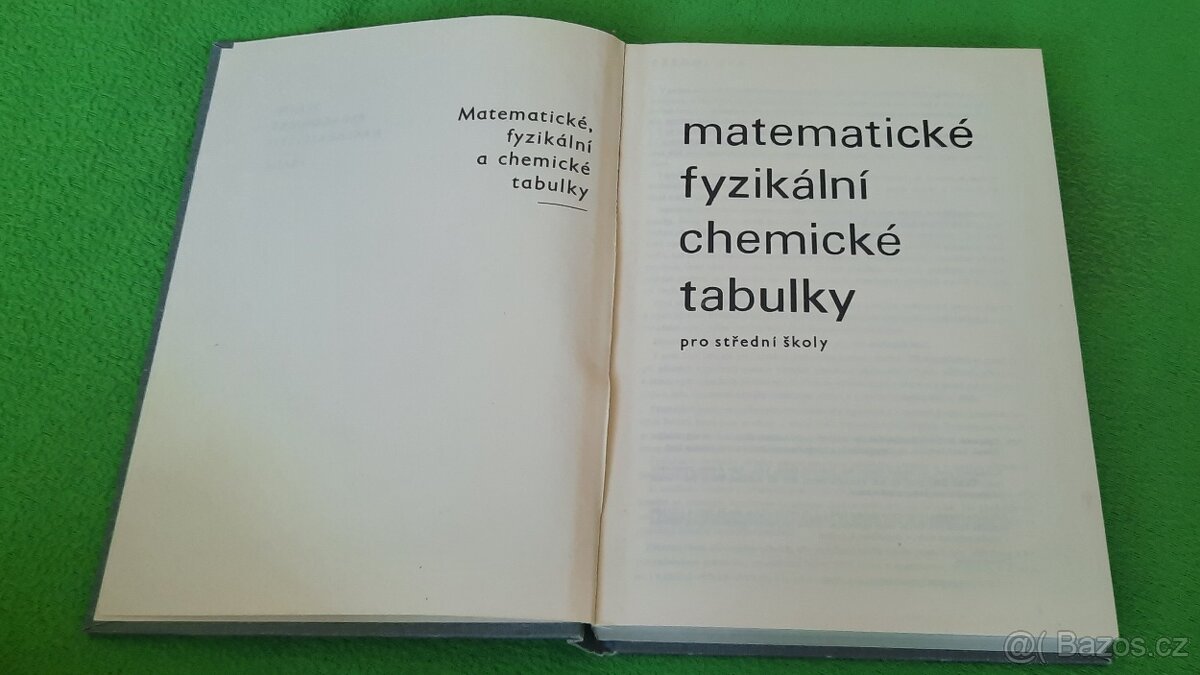 Matematické,
fyzikální
a chemické
tabulky
matematické
fyzikální
chemické
tabulky
pro střední školy
@( Bazos.cz